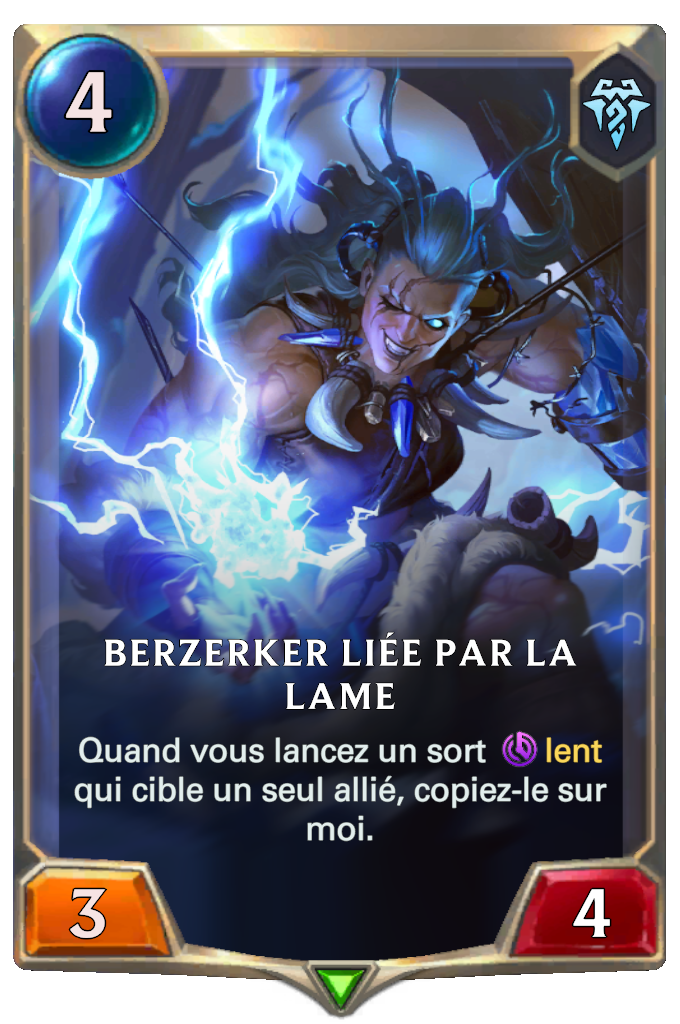 4
BERZERKER LIÉE PAR LA
LAME
Quand vous lancez un sort lent
qui cible un seul allié, copiez-le sur
moi.
3
4